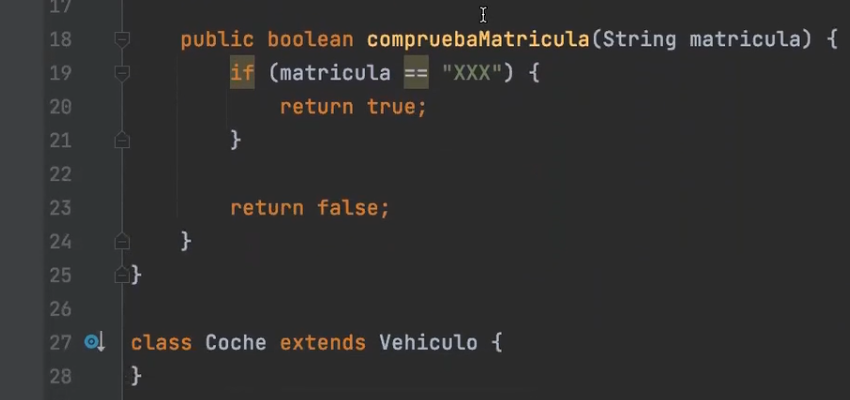 17
18 public boolean compruebaMatricula(String matricula) {
19 if (matricula == "XXX") {
20 return true;
21 }
22
23 return false;
24 }
25 }
26
27 class Coche extends Vehiculo {
28 }